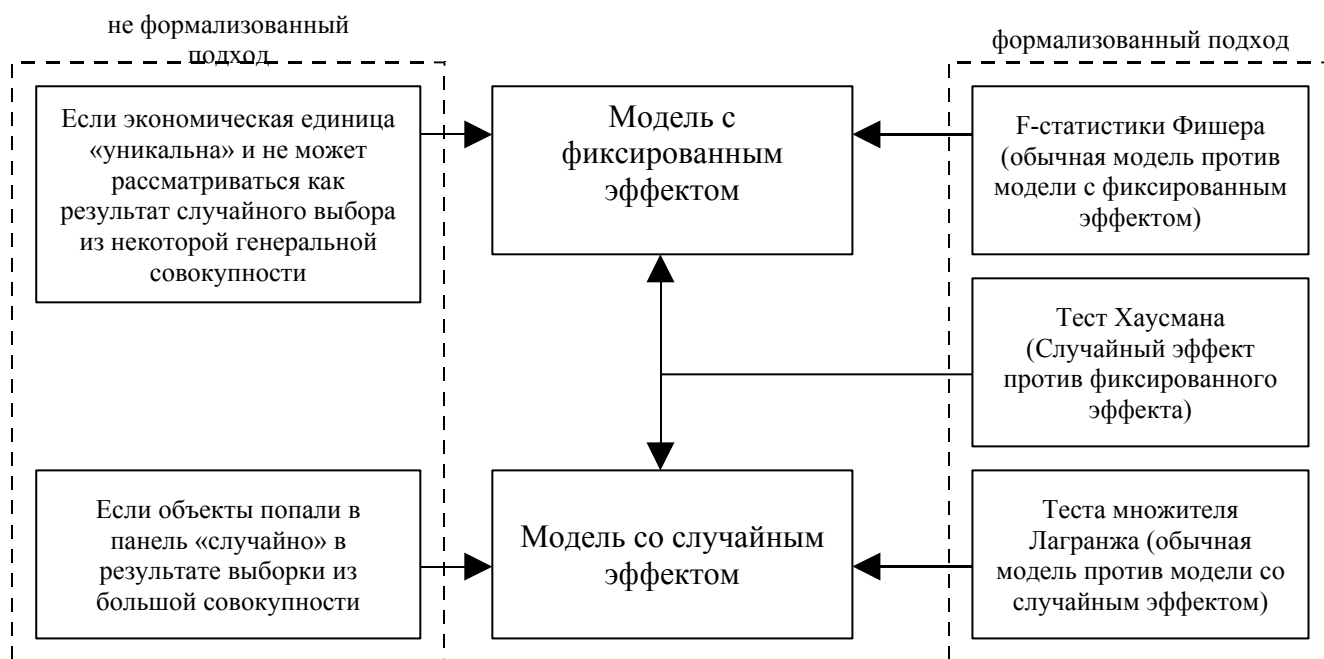 не формализованный
подход
Если экономическая единица
«уникальна» и не может
рассматриваться как
результат случайного выбора
из некоторой генеральной
совокупности
Если объекты попали в
панель «случайно» в
результате выборки из
большой совокупности
Модель с
фиксированным
эффектом
Модель со случайным
эффектом
формализованный подход
F-статистики Фишера
(обычная модель против
модели с фиксированным
эффектом)
Тест Хаусмана
(Случайный эффект
против фиксированного
эффекта)
Теста множителя
Лагранжа (обычная
модель против модели со
случайным эффектом)